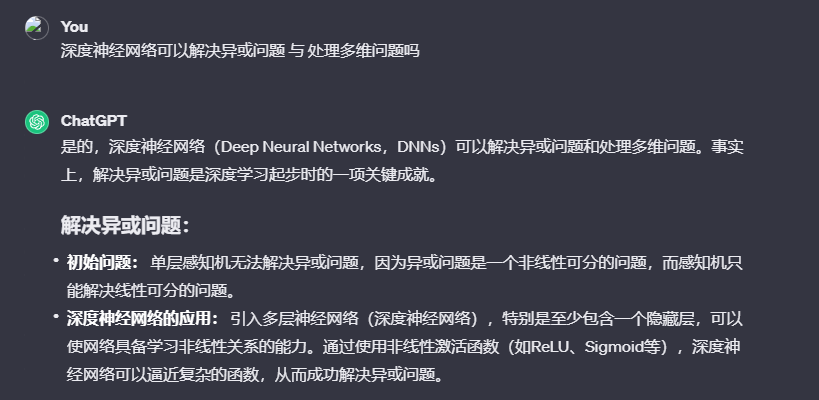 You
深度神经网络可以解决异或问题 与 处理多维问题吗
ChatGPT
是的，深度神经网络（Deep Neural Networks，DNNs）可以解决异或问题和处理多维问题。事实
上，解决异或问题是深度学习起步时的一项关键成就。
解决异或问题：
• 初始问题： 单层感知机无法解决异或问题，因为异或问题是一个非线性可分的问题，而感知机只
能解决线性可分的问题。
• 深度神经网络的应用： 引入多层神经网络（深度神经网络），特别是至少包含一个隐藏层，可以
使网络具备学习非线性关系的能力。通过使用非线性激活函数（如ReLU、Sigmoid等），深度神
经网络可以逼近复杂的函数，从而成功解决异或问题。